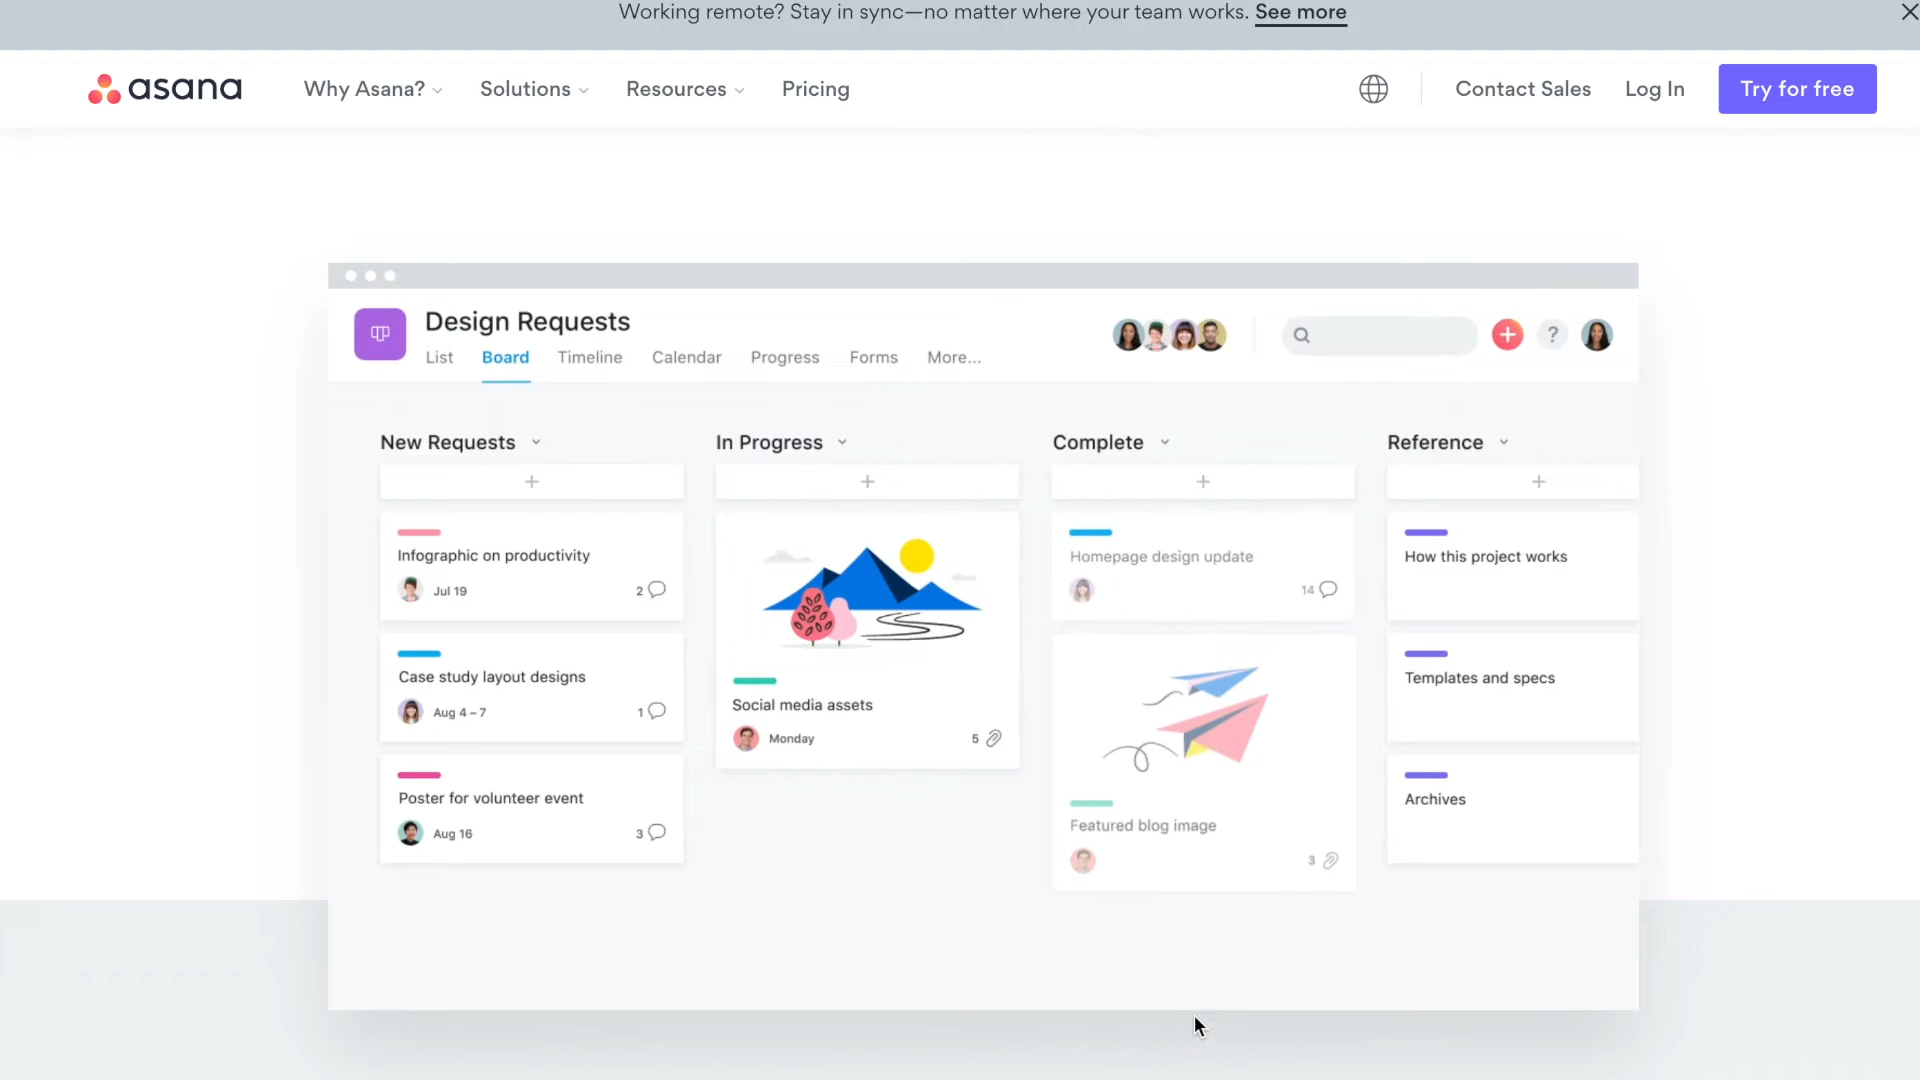 Working remote? Stay in sync—no matter where your team works. See more
asana
Why Asana?
Solutions
Resources
Pricing
Contact Sales
Log In
Try for free
Design Requests
List
Board
Timeline
Calendar
Progress
Forms
More...
?
New Requests
In Progress
Complete
Reference
Infographic on productivity
Jul 19
2
Case study layout designs
Aug 4 – 7
1
Poster for volunteer event
Aug 16
3
Social media assets
Monday
5
Homepage design update
14
Featured blog image
3
How this project works
Templates and specs
Archives